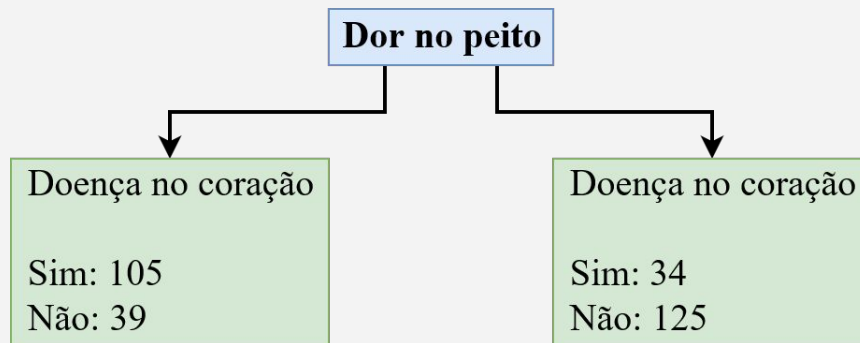 Dor no peito
Doença no coração
Sim: 105
Não: 39
Doença no coração
Sim: 34
Não: 125